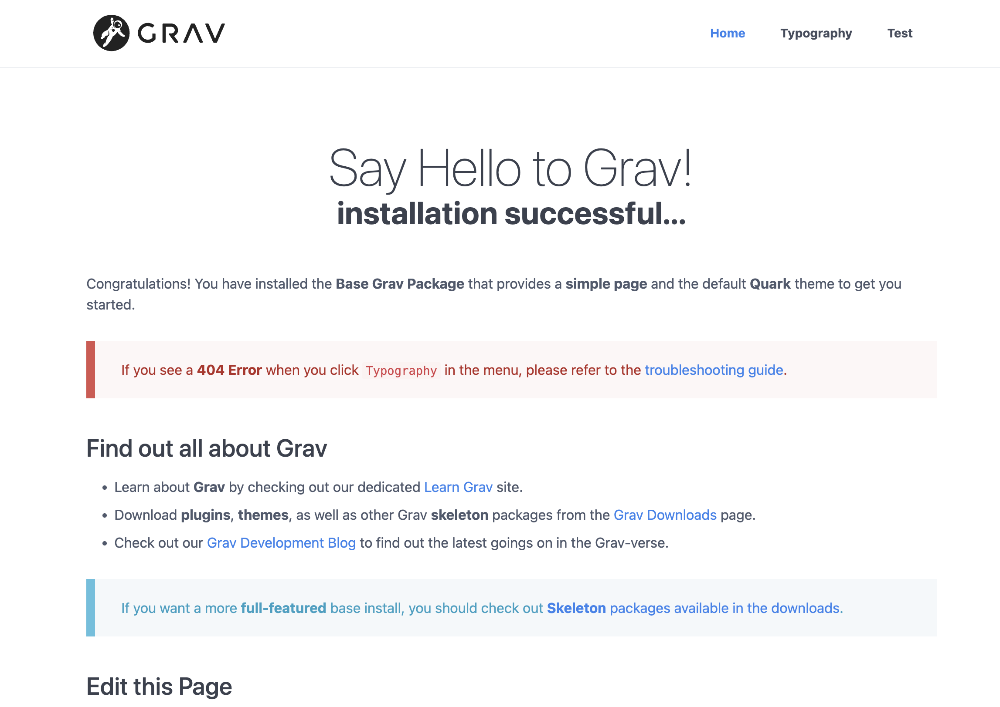 GRAV
Home
Typography
Test
Say Hello to Grav!
installation successful...
Congratulations! You have installed the Base Grav Package that provides a simple page and the default Quark theme to get you
started.
If you see a 404 Error when you click Typography in the menu, please refer to the troubleshooting guide.
Find out all about Grav
• Learn about Grav by checking out our dedicated Learn Grav site.
• Download plugins, themes, as well as other Grav skeleton packages from the Grav Downloads page.
• Check out our Grav Development Blog to find out the latest goings on in the Grav-verse.
If you want a more full-featured base install, you should check out Skeleton packages available in the downloads.
Edit this Page